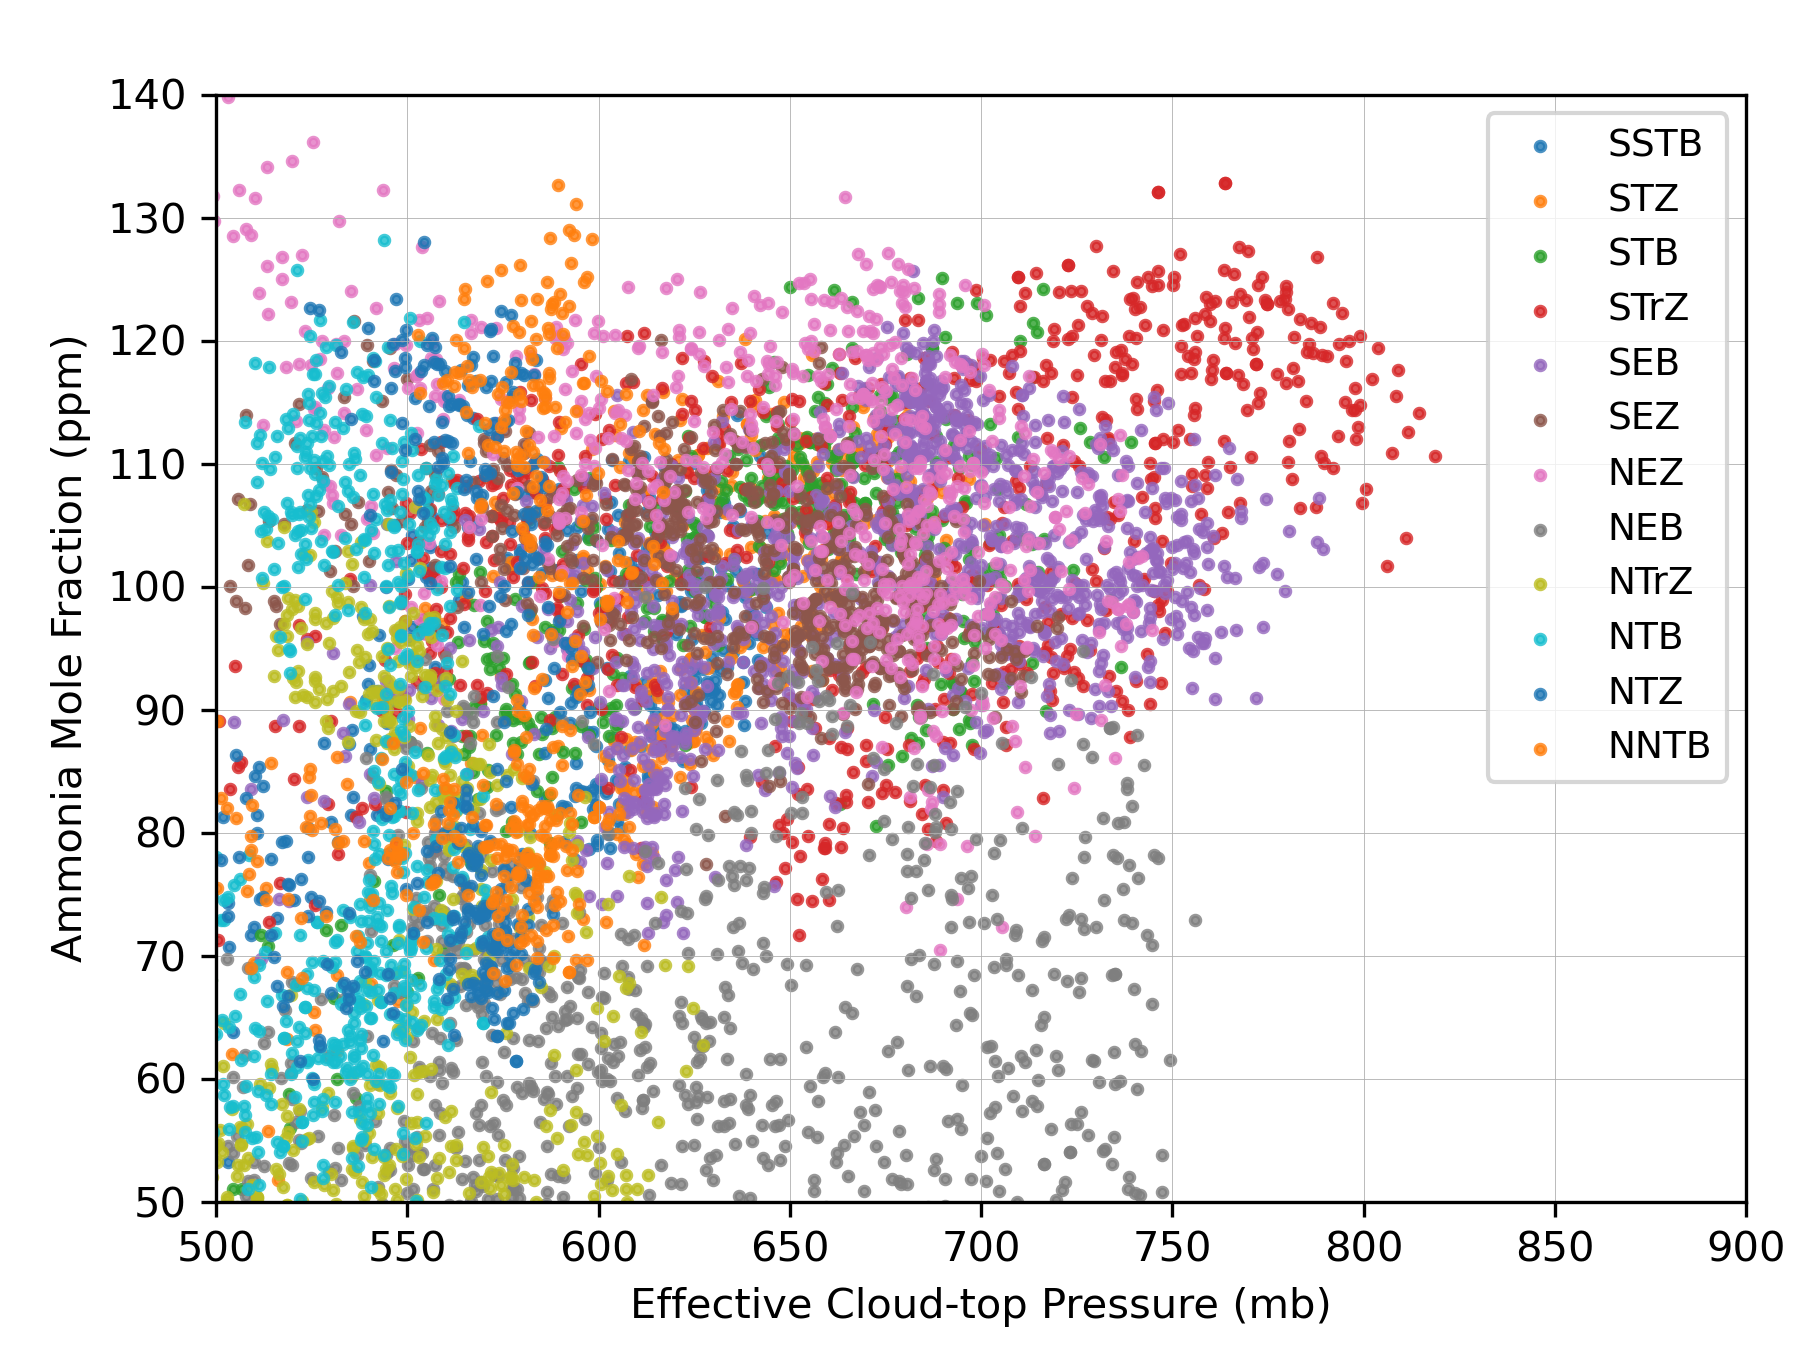 140
130
120
110
100
90
80
70
60
50
Ammonia Mole Fraction (ppm)
500 550 600 650 700 750 800 850 900
Effective Cloud-top Pressure (mb)
SSTB
STZ
STB
STrZ
SEB
SEZ
NEZ
NEB
NTrZ
NTB
NTZ
NNTB